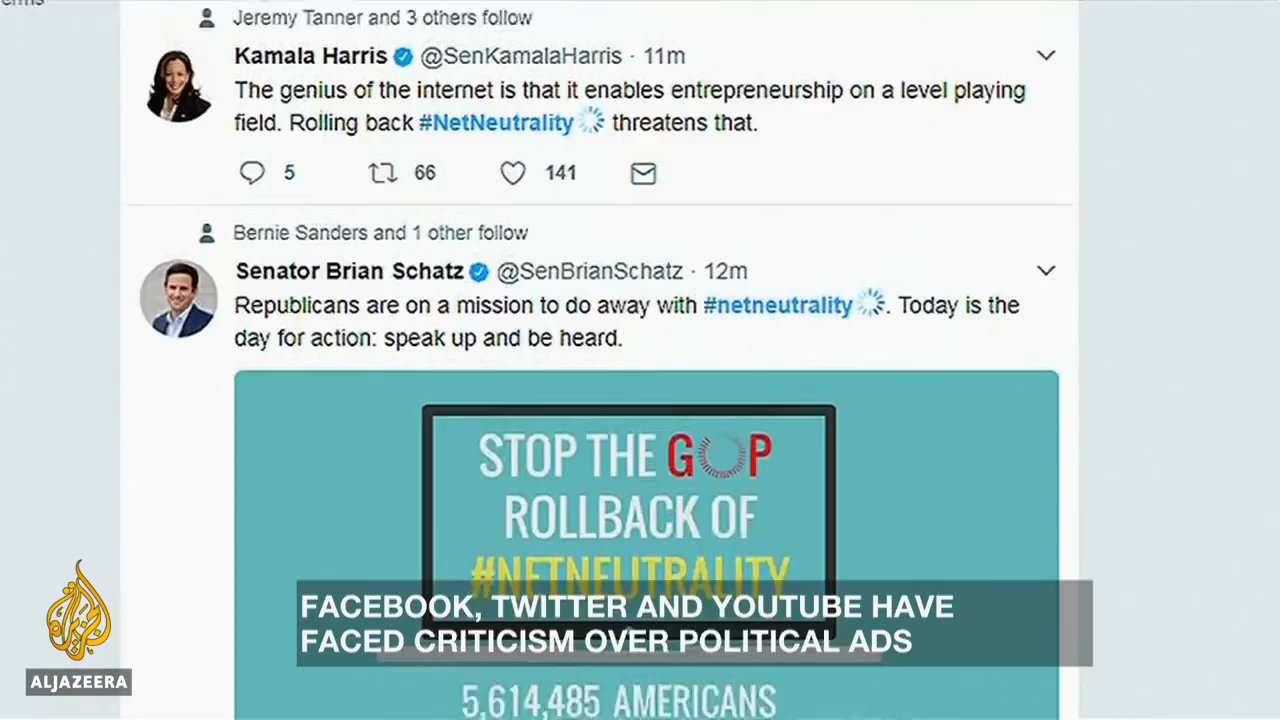 Jeremy Tanner and 3 others follow
Kamala Harris @SenKamalaHarris · 11m
The genius of the internet is that it enables entrepreneurship on a level playing
field. Rolling back #NetNeutrality threatens that.
5 66 141
Bernie Sanders and 1 other follow
Senator Brian Schatz @SenBrianSchatz · 12m
Republicans are on a mission to do away with #netneutrality. Today is the
day for action: speak up and be heard.
STOP THE GOP
ROLLBACK OF
#NETNEUTRALITY
FACEBOOK, TWITTER AND YOUTUBE HAVE
FACED CRITICISM OVER POLITICAL ADS
ALJAZEERA
5,614,485 AMERICANS